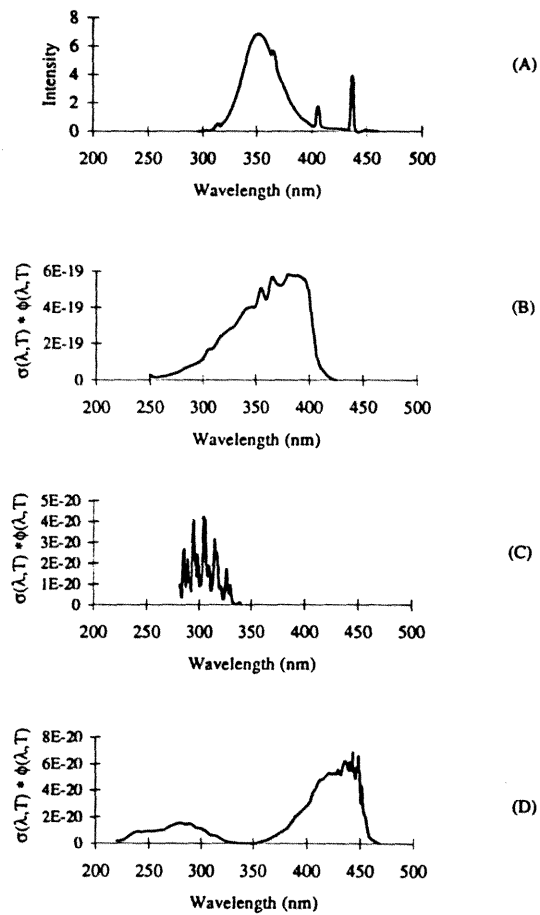 8
6
4
2
0
Intensity
200 250 300 350 400 450 500
Wavelength (nm)
(A)
6E-19
4E-19
2E-19
0
σ(λ,T) * φ(λ,T)
200 250 300 350 400 450 500
Wavelength (nm)
(B)
5E-20
4E-20
3E-20
2E-20
1E-20
0
σ(λ,T) *φ(λ,T)
200 250 300 350 400 450 500
Wavelength (nm)
(C)
8E-20
6E-20
4E-20
2E-20
0
σ(λ,T) * φ(λ,T)
200 250 300 350 400 450 500
Wavelength (nm)
(D)